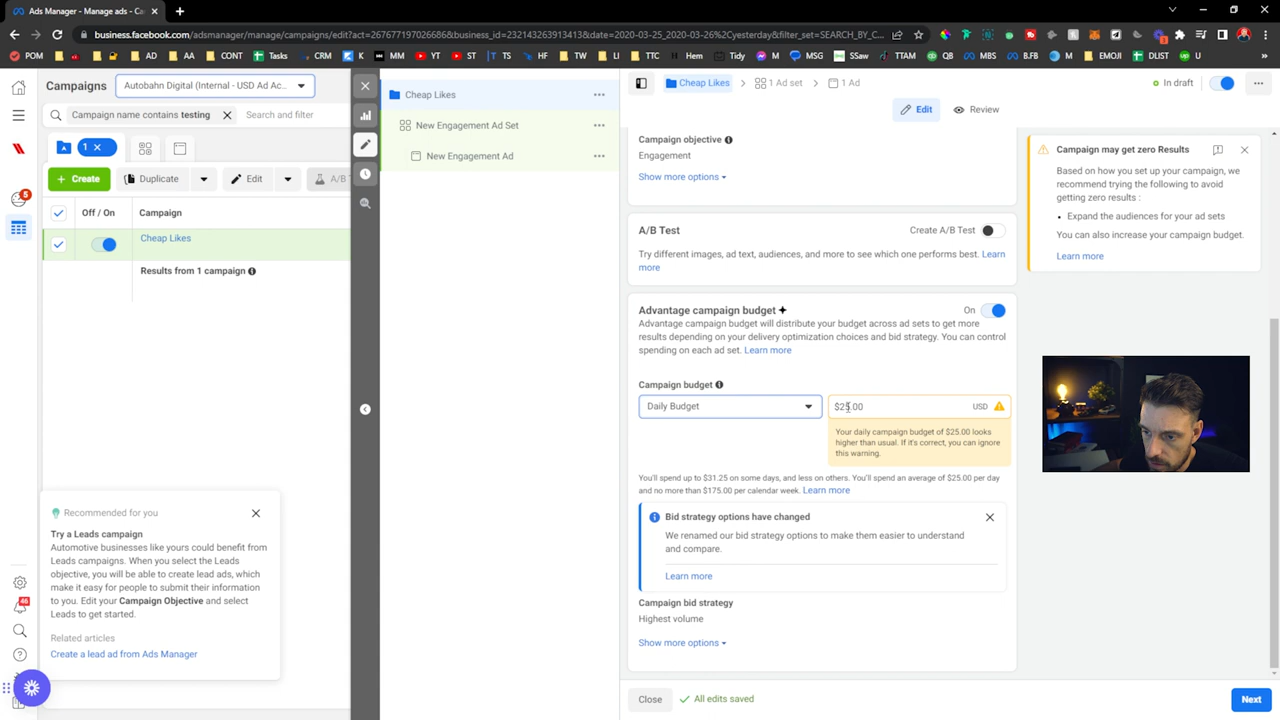 Ads Manager - Manage ads - Ca
business.facebook.com/adsmanager/manage/campaigns/edit?act=267677197026686&business_id=232143263913413&date=2020-03-25_2020-03-26%2Cyesterday&filter_set=SEARCH_BY_C...
POM
AD
AA
CONT
Tasks
CRM
K
MM
YT
ST
TS
HF
TW
LI
TTC
Hem
Tidy
M
MSG
SSaw
TTAM
MBS
B.FB
M
EMOJI
DLIST
U
Campaigns
Autobahn Digital (Internal - USD Ad Ac...
Campaign name contains testing
Search and filter
1
Create
Duplicate
Edit
A/B T
Off / On
Campaign
Cheap Likes
Results from 1 campaign
5
46
Recommended for you
Try a Leads campaign
Automotive businesses like yours could benefit from
Leads campaigns. When you select the Leads
objective, you will be able to create lead ads, which
make it easy for people to submit their information
to you. Edit your Campaign Objective and select
Leads to get started.
Related articles
Create a lead ad from Ads Manager
Cheap Likes
New Engagement Ad Set
New Engagement Ad
Cheap Likes
1 Ad set
1 Ad
In draft
Edit
Review
Campaign objective
Engagement
Show more options
A/B Test
Create A/B Test
Try different images, ad text, audiences, and more to see which one performs best. Learn
more
Advantage campaign budget
On
Advantage campaign budget will distribute your budget across ad sets to get more
results depending on your delivery optimization choices and bid strategy. You can control
spending on each ad set. Learn more
Campaign budget
Daily Budget
$25.00
USD
Your daily campaign budget of $25.00 looks
higher than usual. If it's correct, you can ignore
this warning.
You'll spend up to $31.25 on some days, and less on others. You'll spend an average of $25.00 per day
and no more than $175.00 per calendar week. Learn more
Bid strategy options have changed
We renamed our bid strategy options to make them easier to understand
and compare.
Learn more
Campaign bid strategy
Highest volume
Show more options
Close
All edits saved
Next
Campaign may get zero Results
Based on how you set up your campaign, we
recommend trying the following to avoid
getting zero results :
• Expand the audiences for your ad sets
You can also increase your campaign budget.
Learn more